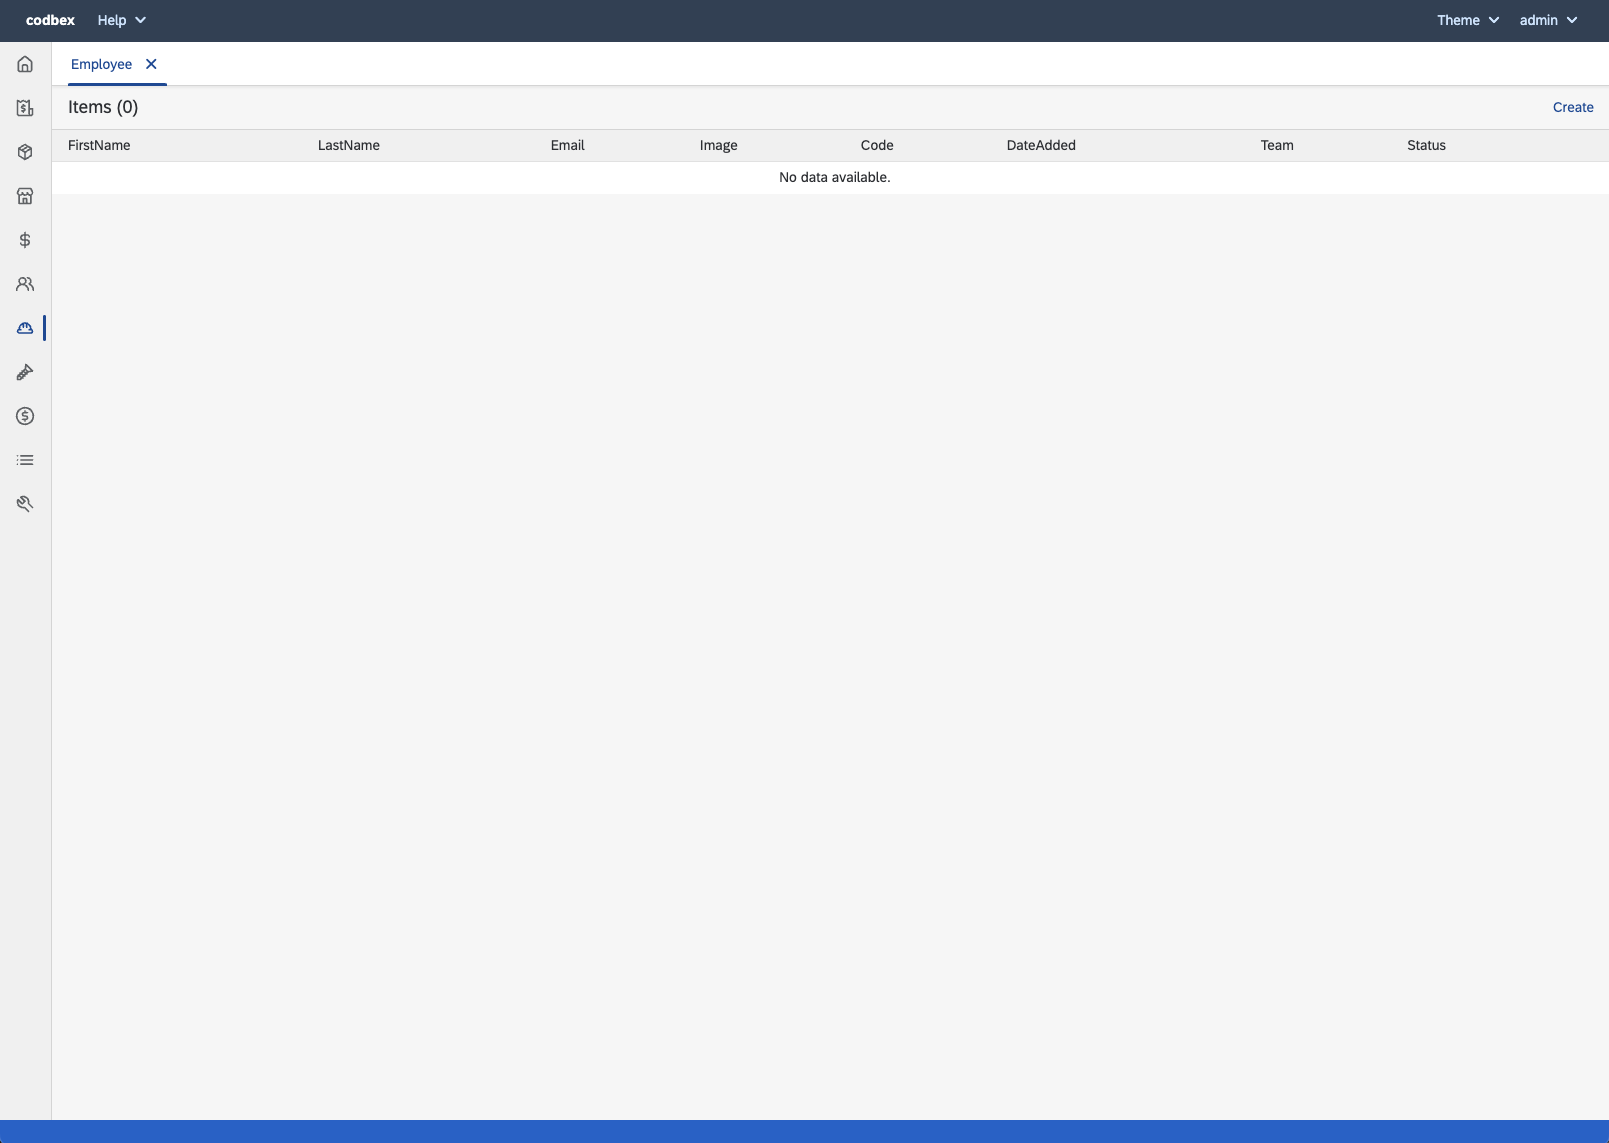 codbex Help Theme admin
Employee
Items (0) Create
FirstName LastName Email Image Code DateAdded Team Status
No data available.